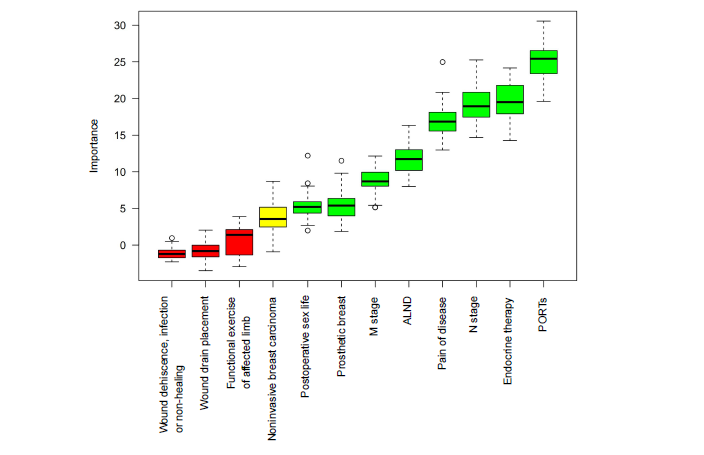 Importance
30
25
20
15
10
5
0
Wound dehiscence, infection
or non-healing
Wound drain placement
Functional exercise
of affected limb
Noninvasive breast carcinoma
Postoperative sex life
Prosthetic breast
M stage
ALND
Pain of disease
N stage
Endocrine therapy
PORTs